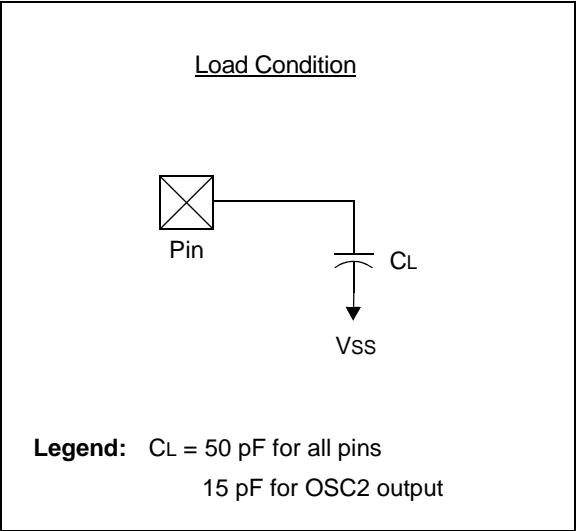 Load Condition
Pin
CL
VSS
Legend: CL = 50 pF for all pins
15 pF for OSC2 output